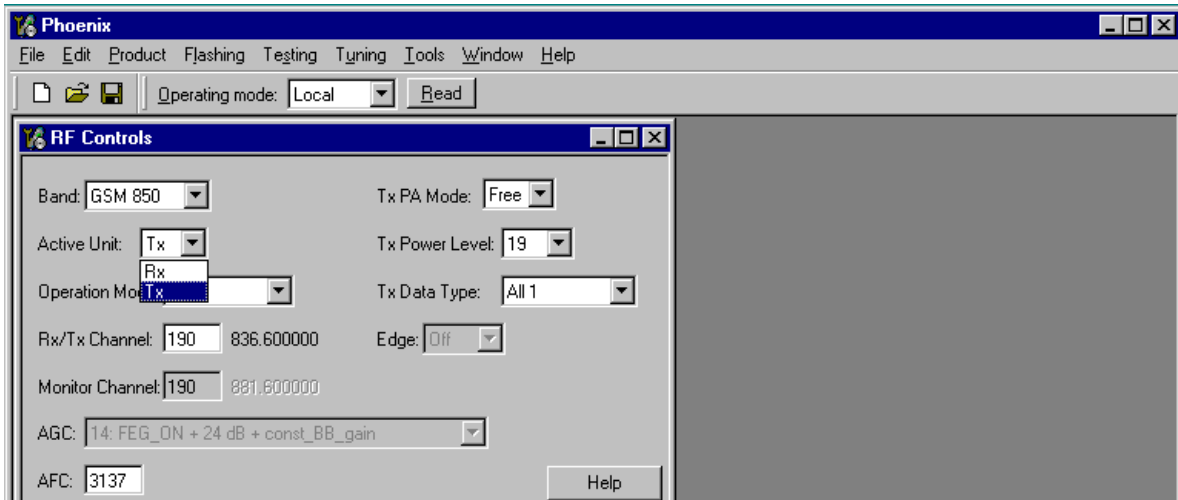 Phoenix
File Edit Product Flashing Testing Tuning Tools Window Help
Operating mode: Local Read
RF Controls
Band: GSM 850 Tx PA Mode: Free
Active Unit: Tx Tx Power Level: 19
Rx
Operation Mo Tx Tx Data Type: All 1
Rx/Tx Channel: 190 836.600000 Edge: Off
Monitor Channel: 190 881.600000
AGC: 14: FEG_ON + 24 dB + const_BB_gain
AFC: 3137 Help